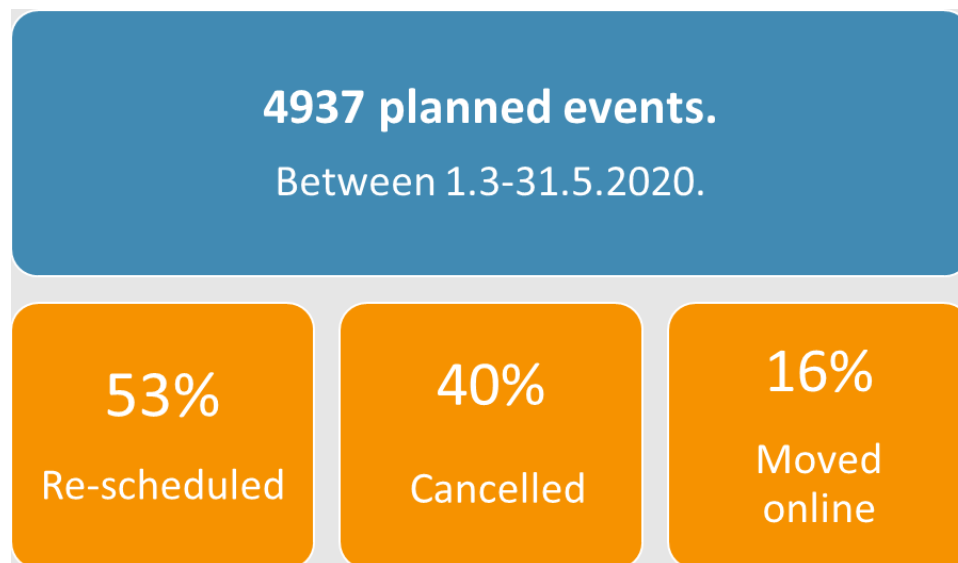 4937 planned events.
Between 1.3-31.5.2020.
53%
Re-scheduled
40%
Cancelled
16%
Moved
online